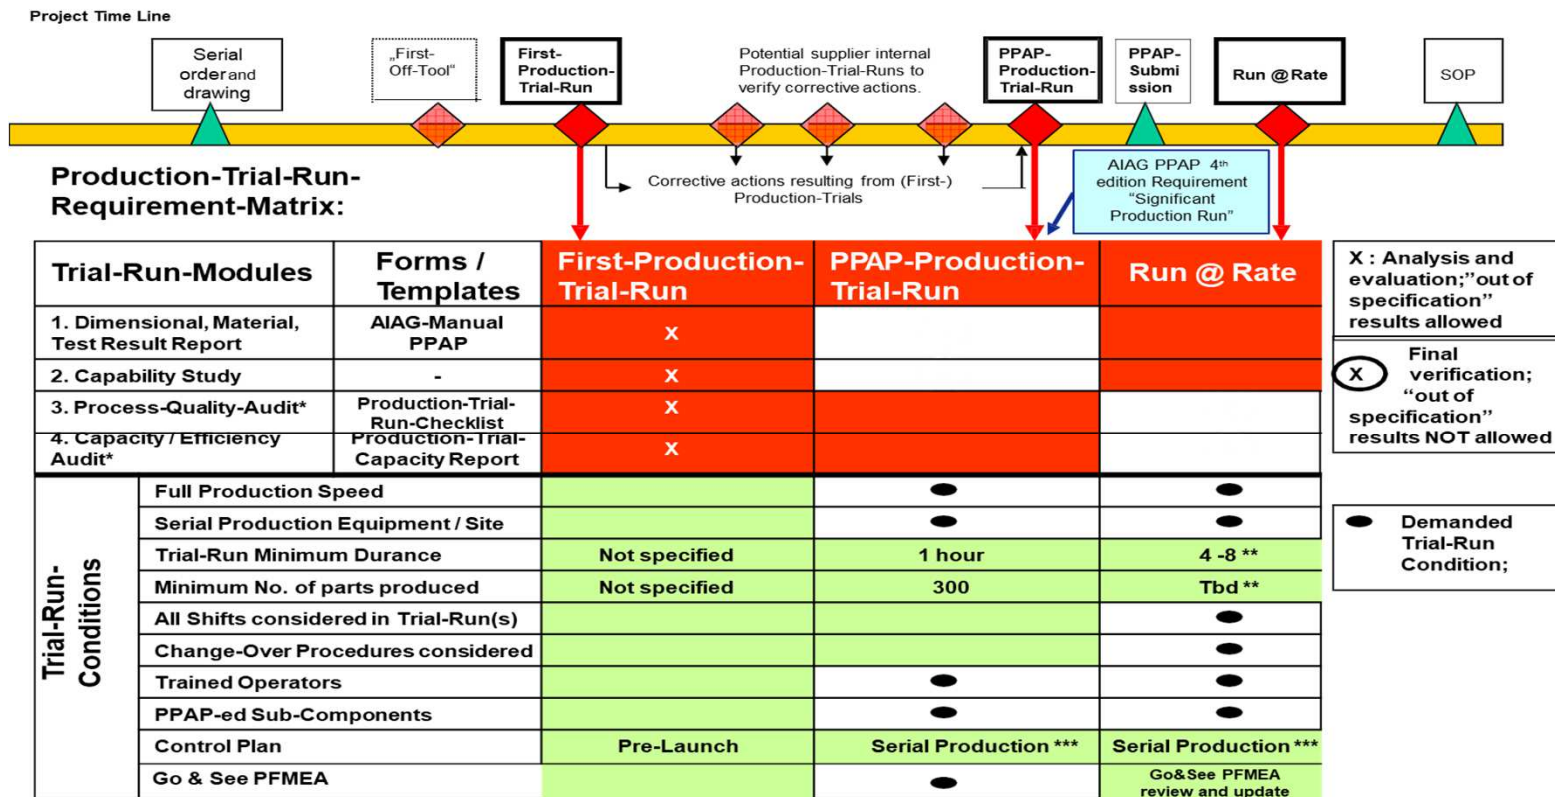 Project Time Line
Serial
order and
drawing
„First-
Off-Tool“
First-
Production-
Trial-Run
Potential supplier internal
Production-Trial-Runs to
verify corrective actions.
PPAP-
Production-
Trial-Run
PPAP-
Submi
ssion
Run @ Rate
SOP
Corrective actions resulting from (First-)
Production-Trials
AIAG PPAP 4th
edition Requirement
“Significant
Production Run”
Production-Trial-Run-
Requirement-Matrix:
Trial-Run-Modules
Forms /
Templates
First-Production-
Trial-Run
PPAP-Production-
Trial-Run
Run @ Rate
1. Dimensional, Material,
Test Result Report
AIAG-Manual
PPAP
X
2. Capability Study
-
X
3. Process-Quality-Audit*
Production-Trial-
Run-Checklist
X
4. Capacity / Efficiency
Audit*
Production-Trial-
Capacity Report
X
Trial-Run-
Conditions
Full Production Speed
Serial Production Equipment / Site
Trial-Run Minimum Durance
Not specified
1 hour
4 -8 **
Minimum No. of parts produced
Not specified
300
Tbd **
All Shifts considered in Trial-Run(s)
Change-Over Procedures considered
Trained Operators
PPAP-ed Sub-Components
Control Plan
Pre-Launch
Serial Production ***
Serial Production ***
Go & See PFMEA
Go&See PFMEA
review and update
X : Analysis and
evaluation;”out of
specification”
results allowed
X
Final
verification;
“out of
specification”
results NOT allowed
Demanded
Trial-Run
Condition;